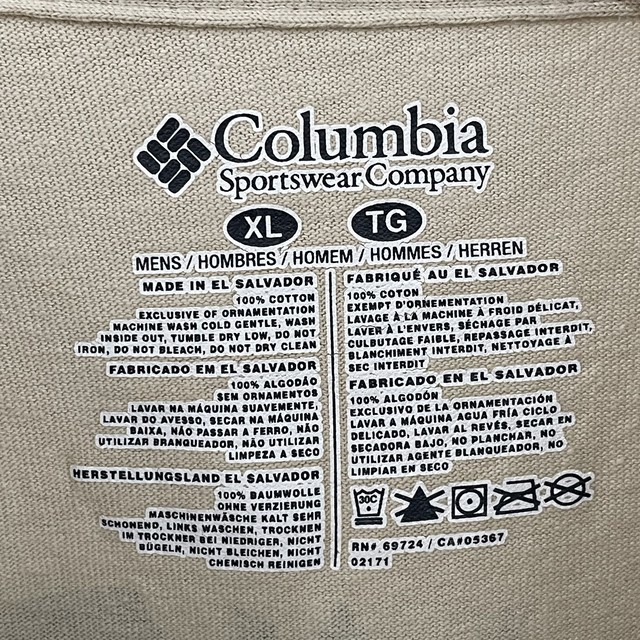 Columbia
Sportswear Company
XL TG
MENS / HOMBRES / HOMEM / HOMMES / HERREN
MADE IN EL SALVADOR
100% COTTON
EXCLUSIVE OF ORNAMENTATION
MACHINE WASH COLD GENTLE, WASH
INSIDE OUT, TUMBLE DRY LOW, DO NOT
IRON, DO NOT BLEACH, DO NOT DRY CLEAN
FABRICADO EM EL SALVADOR
100% ALGODÃO
SEM ORNAMENTOS
LAVAR NA MÁQUINA SUAVEMENTE,
LAVAR DO AVESSO, SECAR NA MÁQUINA
BAIXA, NÃO PASSAR A FERRO, NÃO
UTILIZAR BRANQUEADOR, NÃO UTILIZAR
LIMPEZA A SECO
HERSTELLUNGSLAND EL SALVADOR
100% BAUMWOLLE
OHNE VERZIERUNG
MASCHINENWÄSCHE KALT SEHR
SCHONEND, LINKS WASCHEN, TROCKNEN
IM TROCKNER BEI NIEDRIGER, NICHT
BÜGELN, NICHT BLEICHEN, NICHT
CHEMISCH REINIGEN
FABRIQUÉ AU EL SALVADOR
100% COTON
EXEMPT D'ORNEMENTATION
LAVAGE À LA MACHINE À FROID DÉLICAT,
LAVER À L'ENVERS, SÉCHAGE PAR
CULBUTAGE FAIBLE, REPASSAGE INTERDIT,
BLANCHIMENT INTERDIT, NETTOYAGE À
SEC INTERDIT
FABRICADO EN EL SALVADOR
100% ALGODÓN
EXCLUSIVO DE LA ORNAMENTACIÓN
LAVAR A MÁQUINA AGUA FRÍA CICLO
DELICADO, LAVAR AL REVÉS, SECAR EN
SECADORA BAJO, NO PLANCHAR, NO
UTILIZAR AGENTE BLANQUEADOR, NO
LIMPIAR EN SECO
30C
RN# 69724 / CA#05367
02171